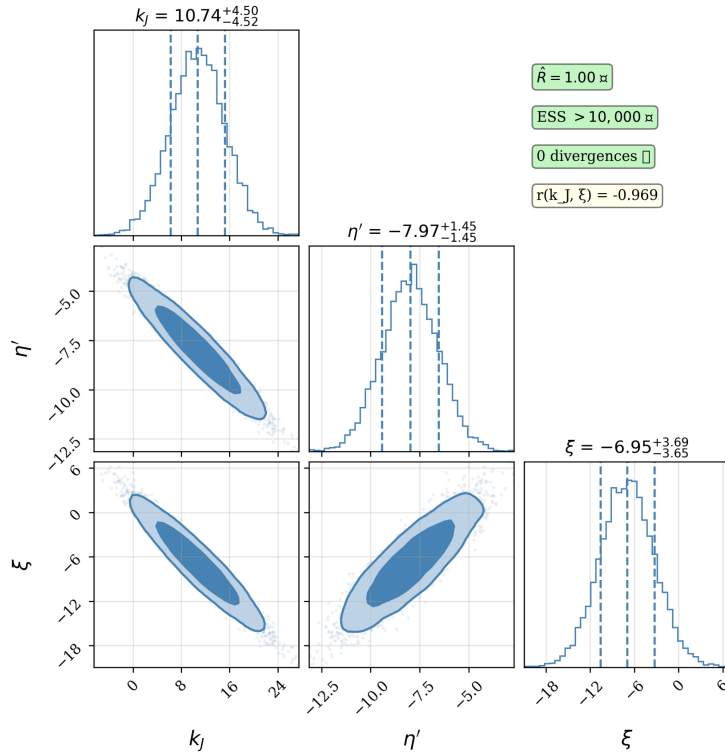 k_J = 10.74^{+4.50}_{-4.52}
R̂ = 1.00 ¤
ESS > 10,000 ¤
0 divergences ▯
r(k_J, ξ) = -0.969
η′ = −7.97^{+1.45}_{-1.45}
−5.0
−7.5
−10.0
−12.5
η′
ξ = −6.95^{+3.69}_{-3.65}
6
0
−6
−12
−18
ξ
0 8 16 24
−12.5 −10.0 −7.5 −5.0
−18 −12 −6 0 6
k_J
η′
ξ